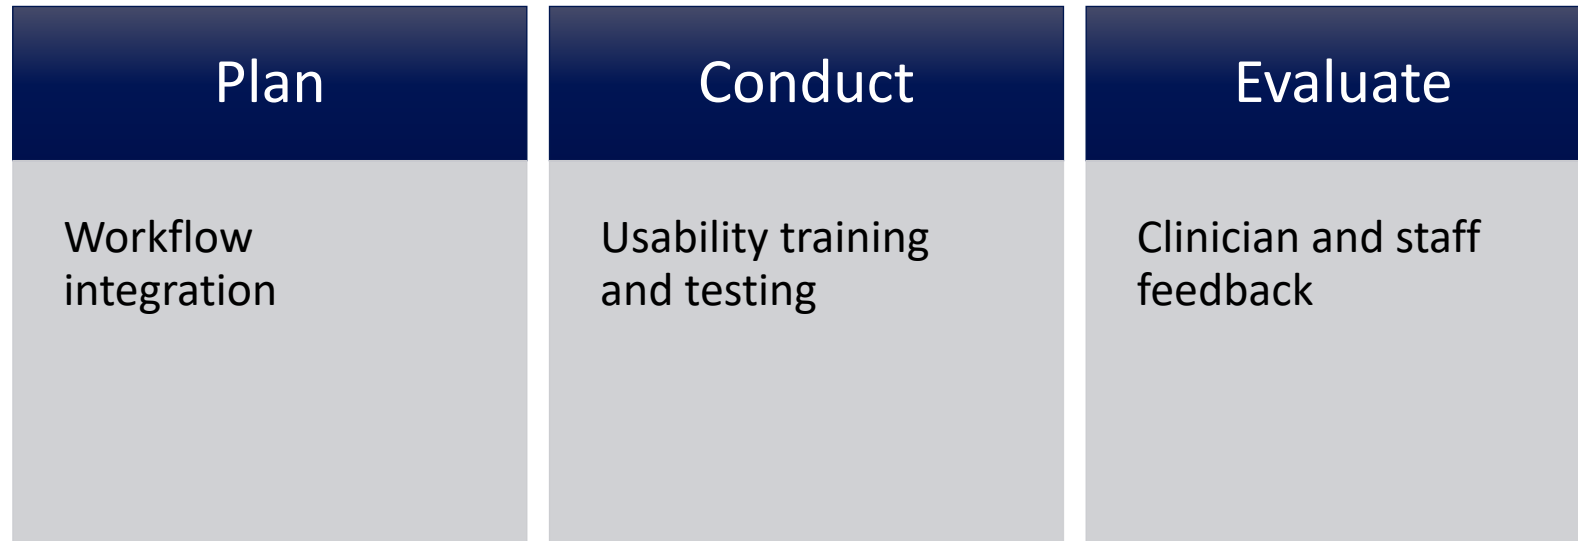 Plan
Workflow
integration
Conduct
Usability training
and testing
Evaluate
Clinician and staff
feedback